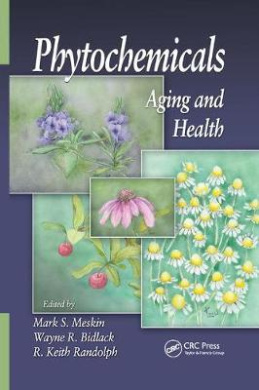 Phytochemicals
Aging and
Health
Edited by
Mark S. Meskin
Wayne R. Bidlack
R. Keith Randolph
CRC Press
Taylor & Francis Group